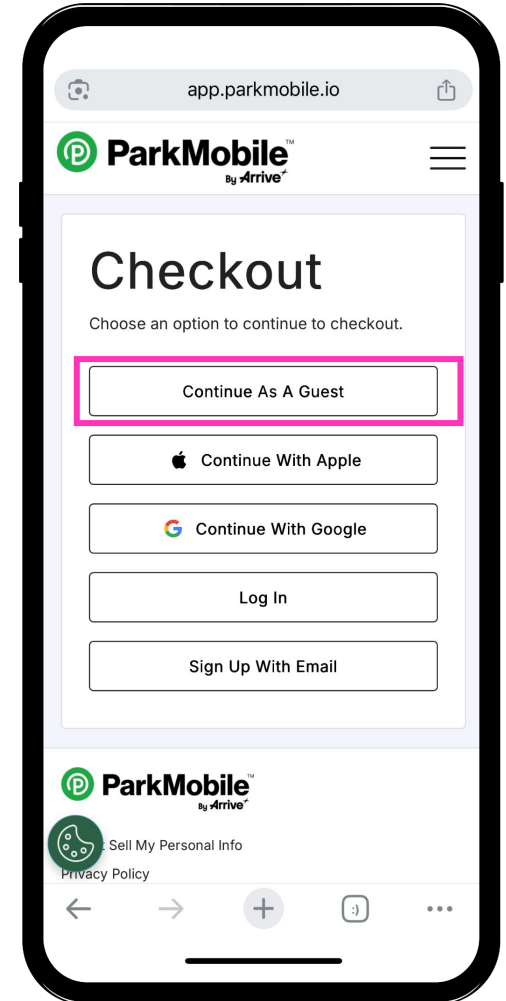 app.parkmobile.io
ParkMobile™
By Arrive
Checkout
Choose an option to continue to checkout.
Continue As A Guest
Continue With Apple
Continue With Google
Log In
Sign Up With Email
ParkMobile™
By Arrive
Sell My Personal Info
Privacy Policy
:)